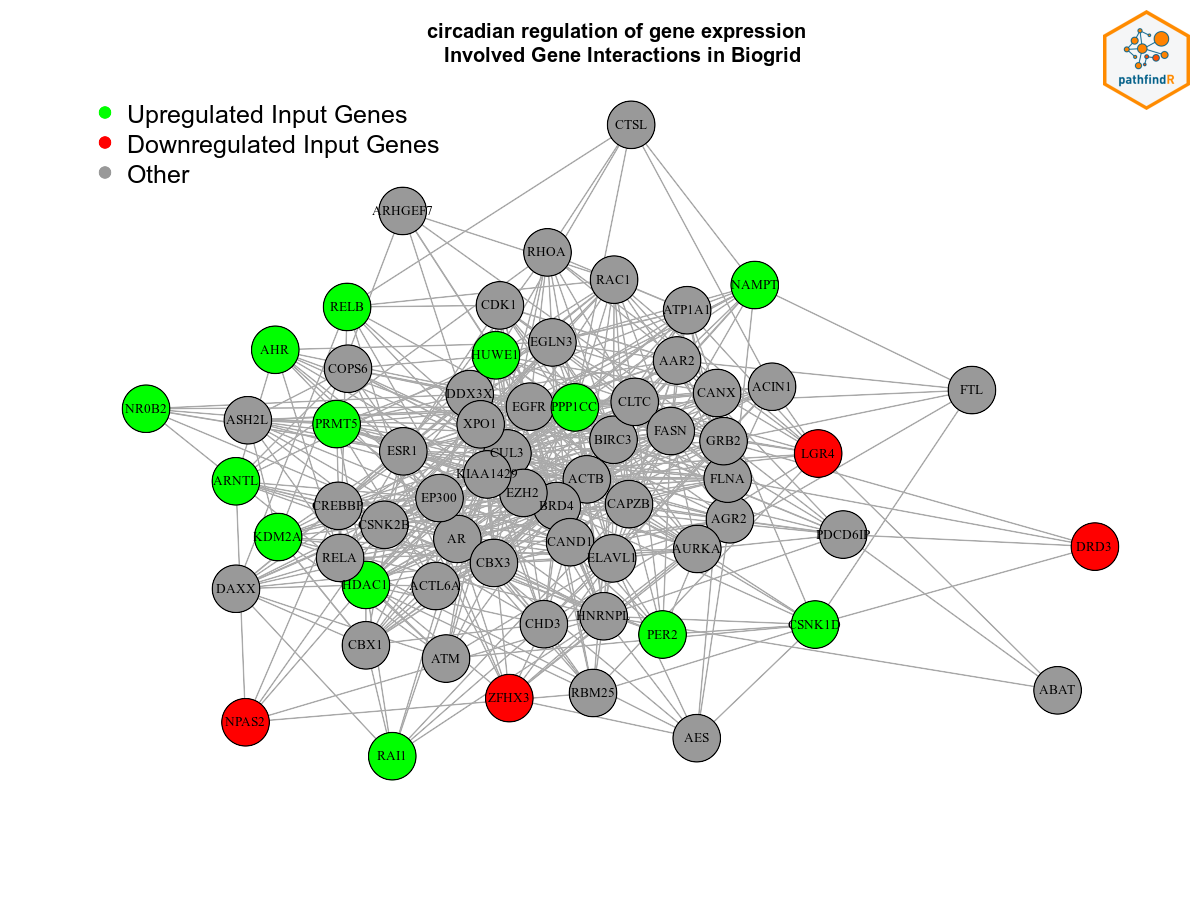 circadian regulation of gene expression
Involved Gene Interactions in Biogrid
pathfindR
Upregulated Input Genes
Downregulated Input Genes
Other
CTSL
ARHGEF7
RHOA
RAC1
NAMPT
RELB
CDK1
ATP1A1
AHR
HUWE1
EGLN3
COPS6
AAR2
NR0B2
DDX3X
CANX
ACIN1
FTL
ASH2L
PRMT5
XPO1
EGFR
PPP1CC
CLTC
BIRC3
FASN
GRB2
ESR1
CUL3
LGR4
ARNTL
KIAA1429
ACTB
FLNA
CREBBP
EP300
EZH2
BRD4
CAPZB
KDM2A
CSNK2B
AGR2
PDCD6IP
RELA
AR
CAND1
AURKA
DRD3
DAXX
HDAC1
ACTL6A
CBX3
ELAVL1
CBX1
CHD3
HNRNPL
PER2
CSNK1D
ATM
ABAT
NPAS2
ZFHX3
RBM25
RAI1
AES